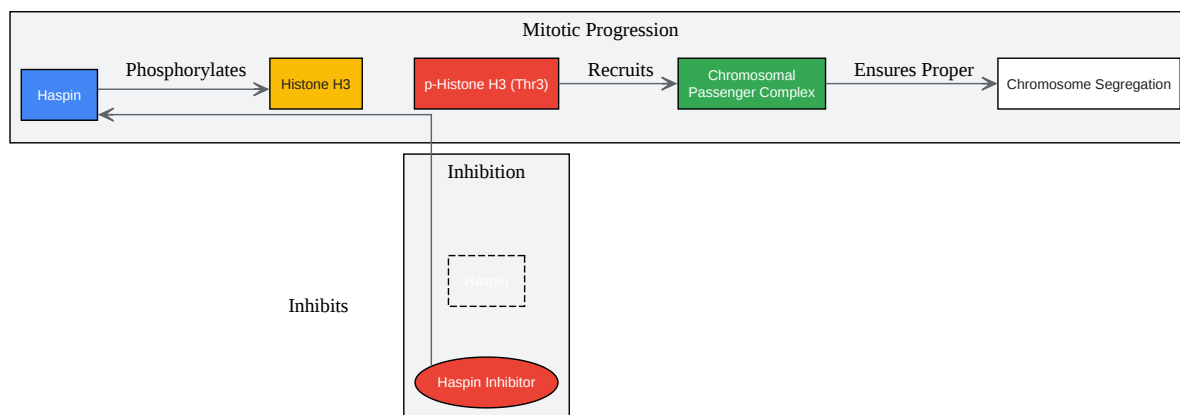 Mitotic Progression
Phosphorylates
Recruits
Ensures Proper
Haspin
Histone H3
p-Histone H3 (Thr3)
Chromosomal
Passenger Complex
Chromosome Segregation
Inhibition
Haspin
Inhibits
Haspin Inhibitor